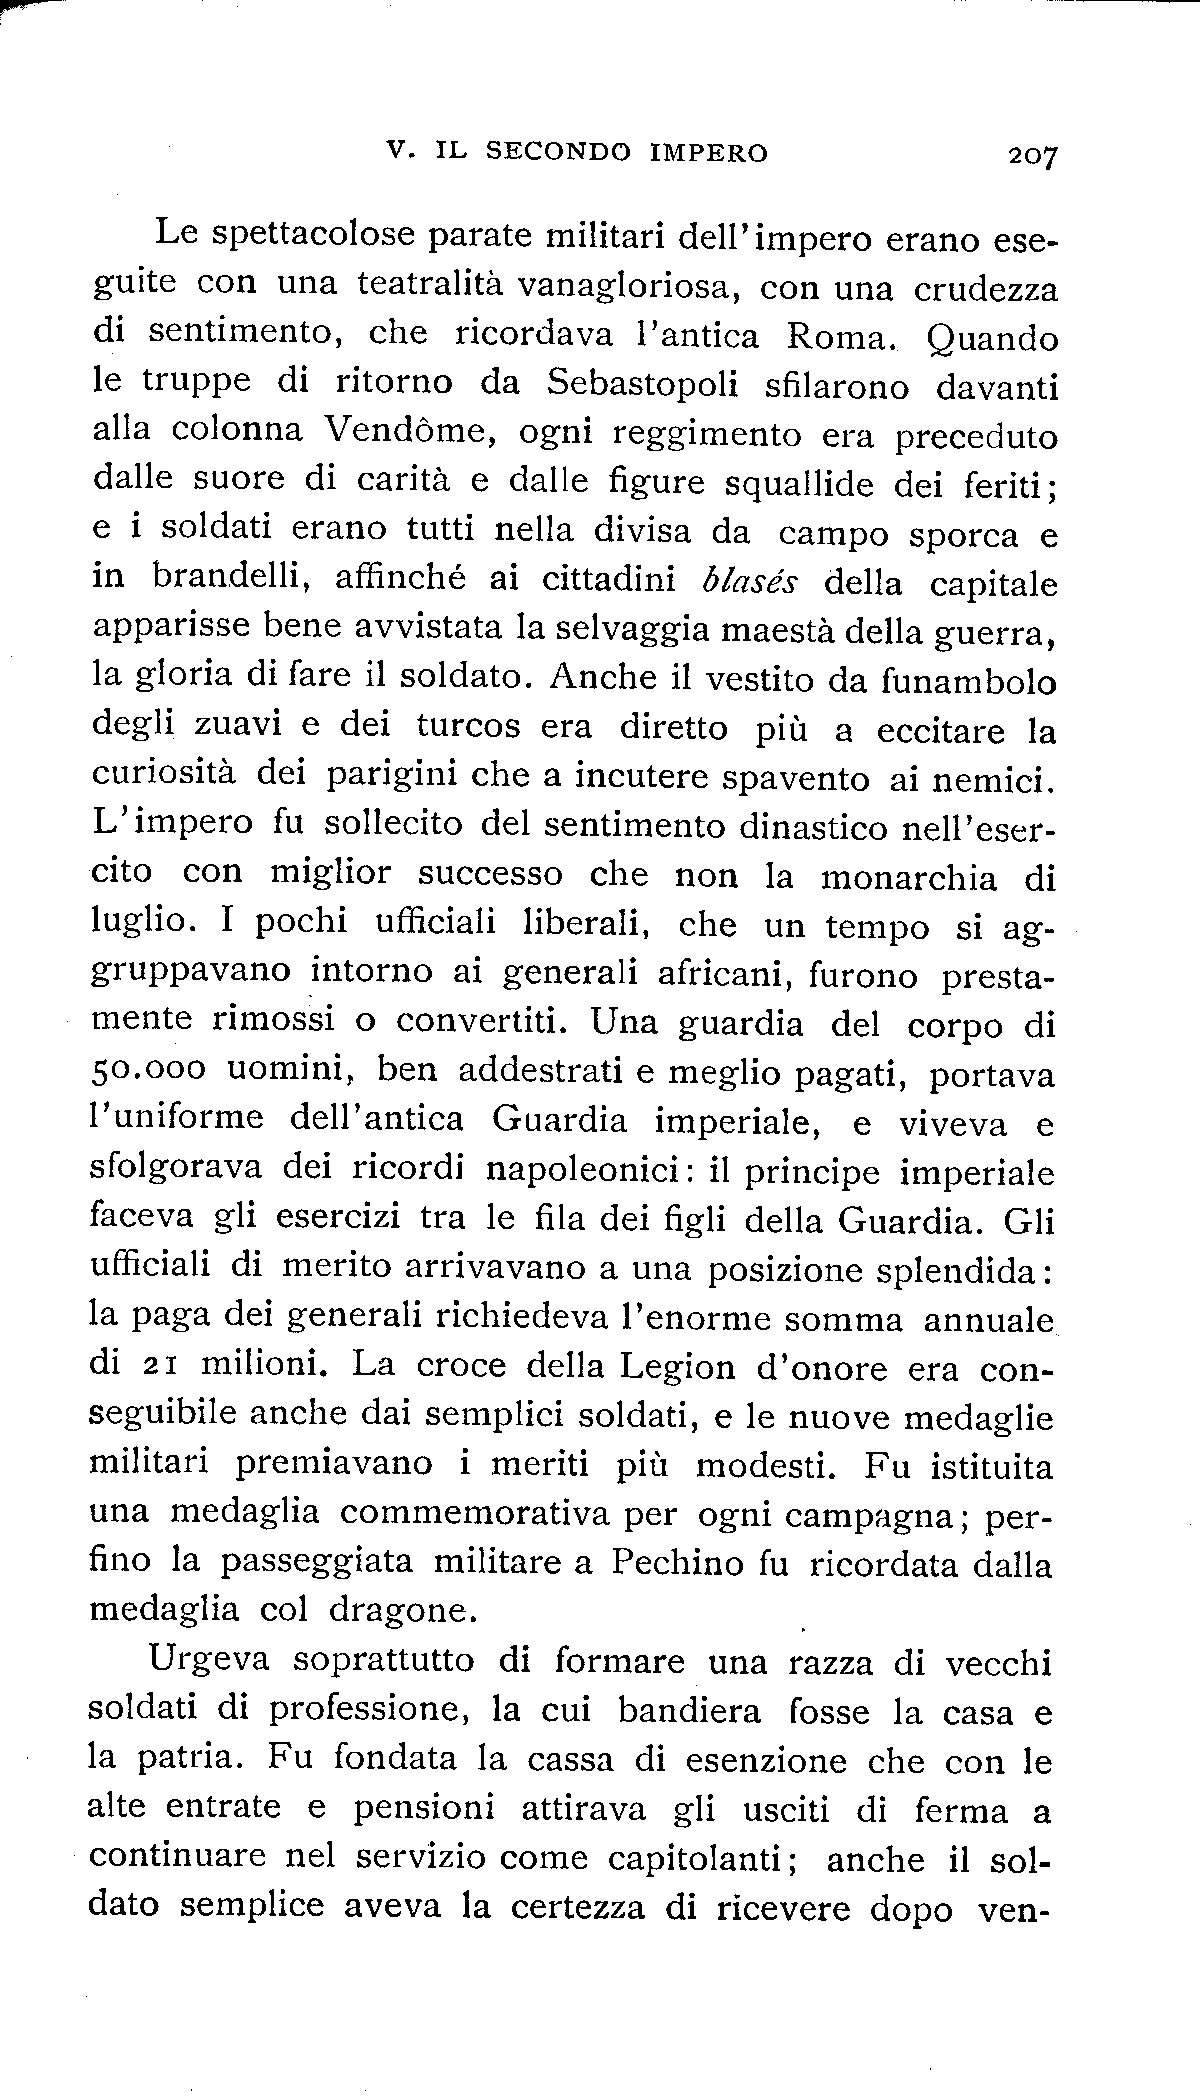 V. IL SECONDO IMPERO 207
Le spettacolose parate militari dell'impero erano ese-
guite con una teatralità vanagloriosa, con una crudezza
di sentimento, che ricordava l'antica Roma. Quando
le truppe di ritorno da Sebastopoli sfilarono davanti
alla colonna Vendôme, ogni reggimento era preceduto
dalle suore di carità e dalle figure squallide dei feriti;
e i soldati erano tutti nella divisa da campo sporca e
in brandelli, affinché ai cittadini blasés della capitale
apparisse bene avvistata la selvaggia maestà della guerra,
la gloria di fare il soldato. Anche il vestito da funambolo
degli zuavi e dei turcos era diretto più a eccitare la
curiosità dei parigini che a incutere spavento ai nemici.
L'impero fu sollecito del sentimento dinastico nell'eser-
cito con miglior successo che non la monarchia di
luglio. I pochi ufficiali liberali, che un tempo si ag-
gruppavano intorno ai generali africani, furono presta-
mente rimossi o convertiti. Una guardia del corpo di
50.000 uomini, ben addestrati e meglio pagati, portava
l'uniforme dell'antica Guardia imperiale, e viveva e
sfolgorava dei ricordi napoleonici: il principe imperiale
faceva gli esercizi tra le fila dei figli della Guardia. Gli
ufficiali di merito arrivavano a una posizione splendida:
la paga dei generali richiedeva l'enorme somma annuale
di 21 milioni. La croce della Legion d'onore era con-
seguibile anche dai semplici soldati, e le nuove medaglie
militari premiavano i meriti più modesti. Fu istituita
una medaglia commemorativa per ogni campagna; per-
fino la passeggiata militare a Pechino fu ricordata dalla
medaglia col dragone.
Urgeva soprattutto di formare una razza di vecchi
soldati di professione, la cui bandiera fosse la casa e
la patria. Fu fondata la cassa di esenzione che con le
alte entrate e pensioni attirava gli usciti di ferma a
continuare nel servizio come capitolanti; anche il sol-
dato semplice aveva la certezza di ricevere dopo ven-